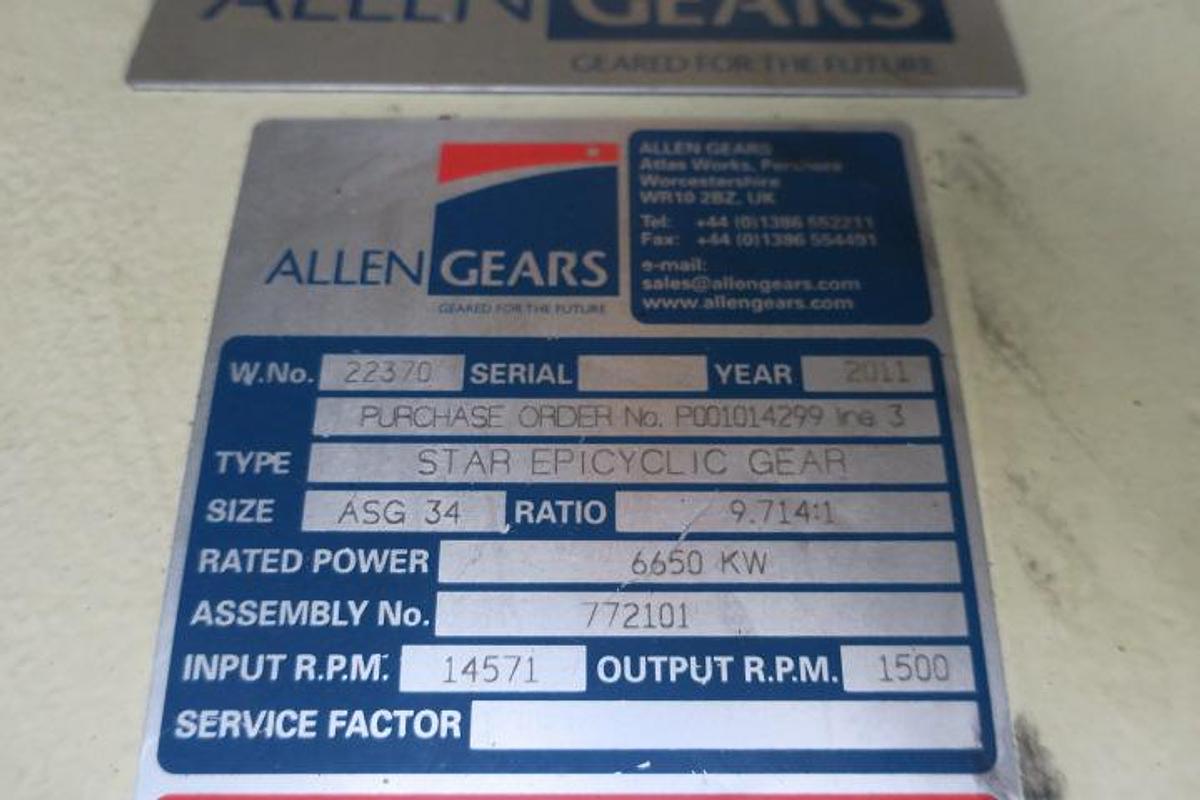 ALLEN GEARS
GEARED FOR THE FUTURE
ALLEN GEARS
GEARED FOR THE FUTURE
ALLEN GEARS
Atlas Works, Pershore
Worcestershire
WR10 2BZ, UK
Tel: +44 (0)1386 552211
Fax: +44 (0)1386 554491
e-mail:
sales@allengears.com
www.allengears.com
W.No. 22370 SERIAL YEAR 2011
PURCHASE ORDER No. P001014299 line 3
TYPE STAR EPICYCLIC GEAR
SIZE ASG 34 RATIO 9.714:1
RATED POWER 6650 KW
ASSEMBLY No. 772101
INPUT R.P.M. 14571 OUTPUT R.P.M. 1500
SERVICE FACTOR